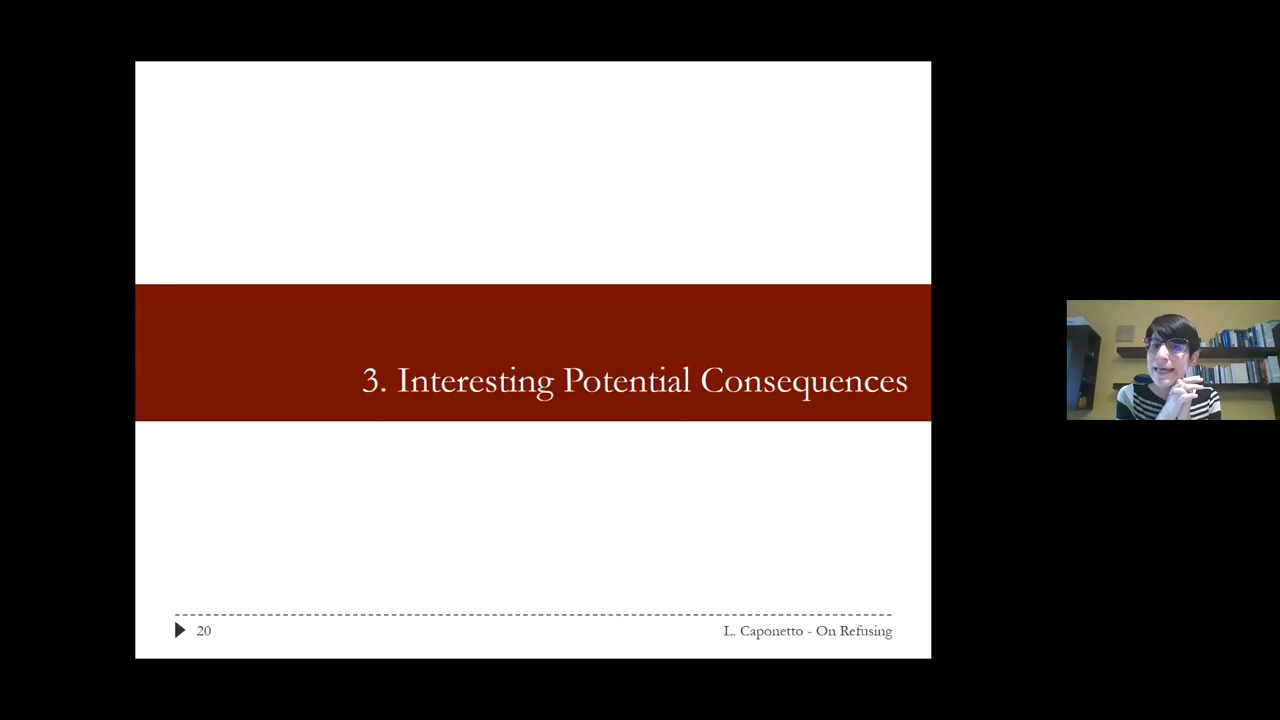 3. Interesting Potential Consequences
20
L. Caponetto - On Refusing